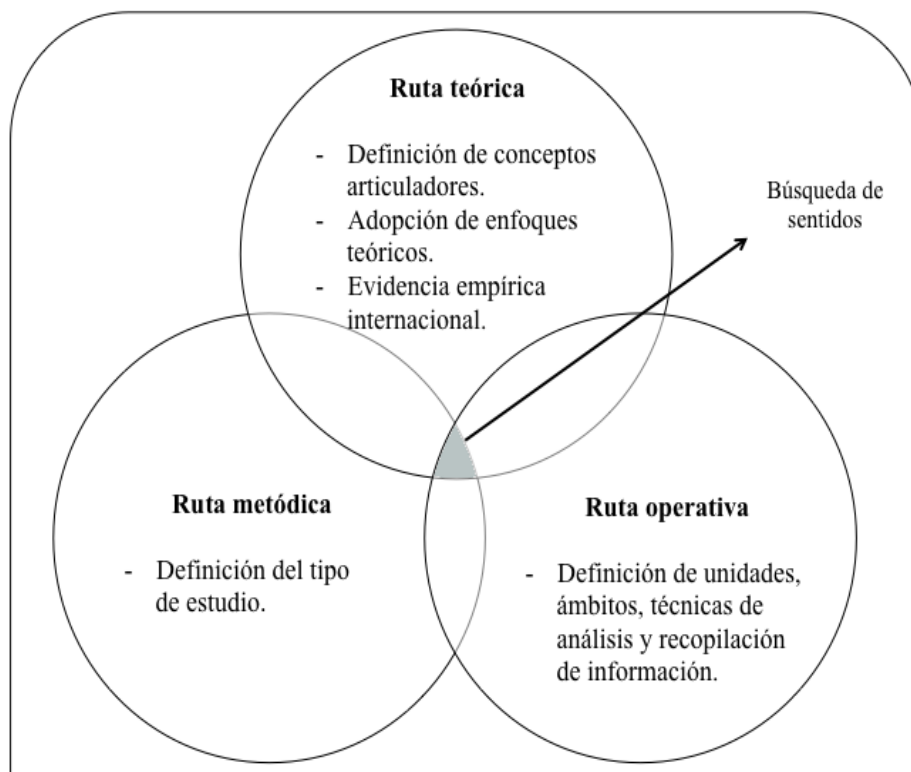 Ruta teórica
- Definición de conceptos
articuladores.
- Adopción de enfoques
teóricos.
- Evidencia empírica
internacional.
Búsqueda de
sentidos
Ruta metódica
- Definición del tipo
de estudio.
Ruta operativa
- Definición de unidades,
ámbitos, técnicas de
análisis y recopilación
de información.